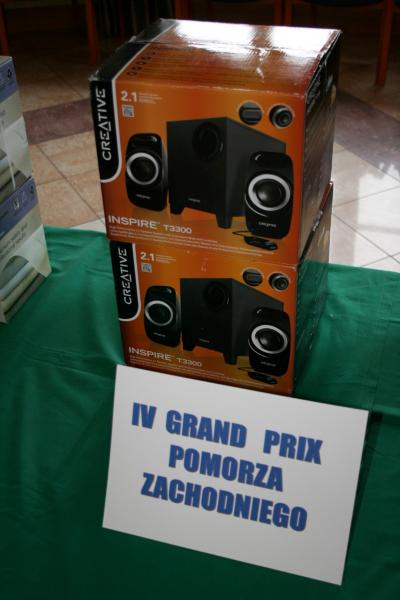 CREATIVE
2.1
INSPIRE T3300
CREATIVE
2.1
INSPIRE T3300
IV GRAND PRIX
POMORZA
ZACHODNIEGO